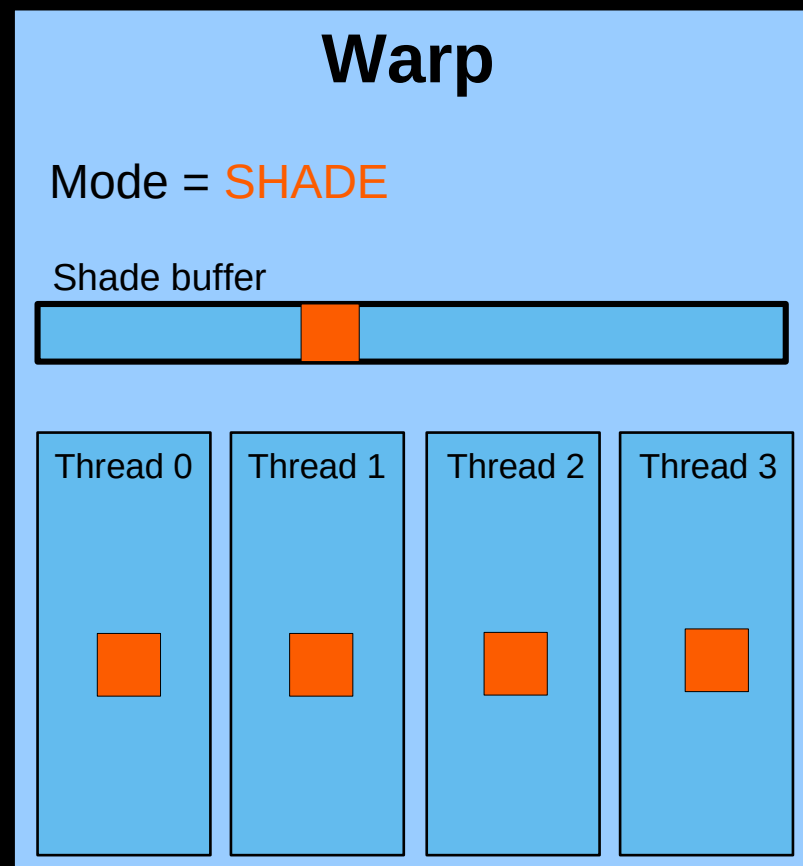 Warp
Mode = SHADE
Shade buffer
Thread 0
Thread 1
Thread 2
Thread 3